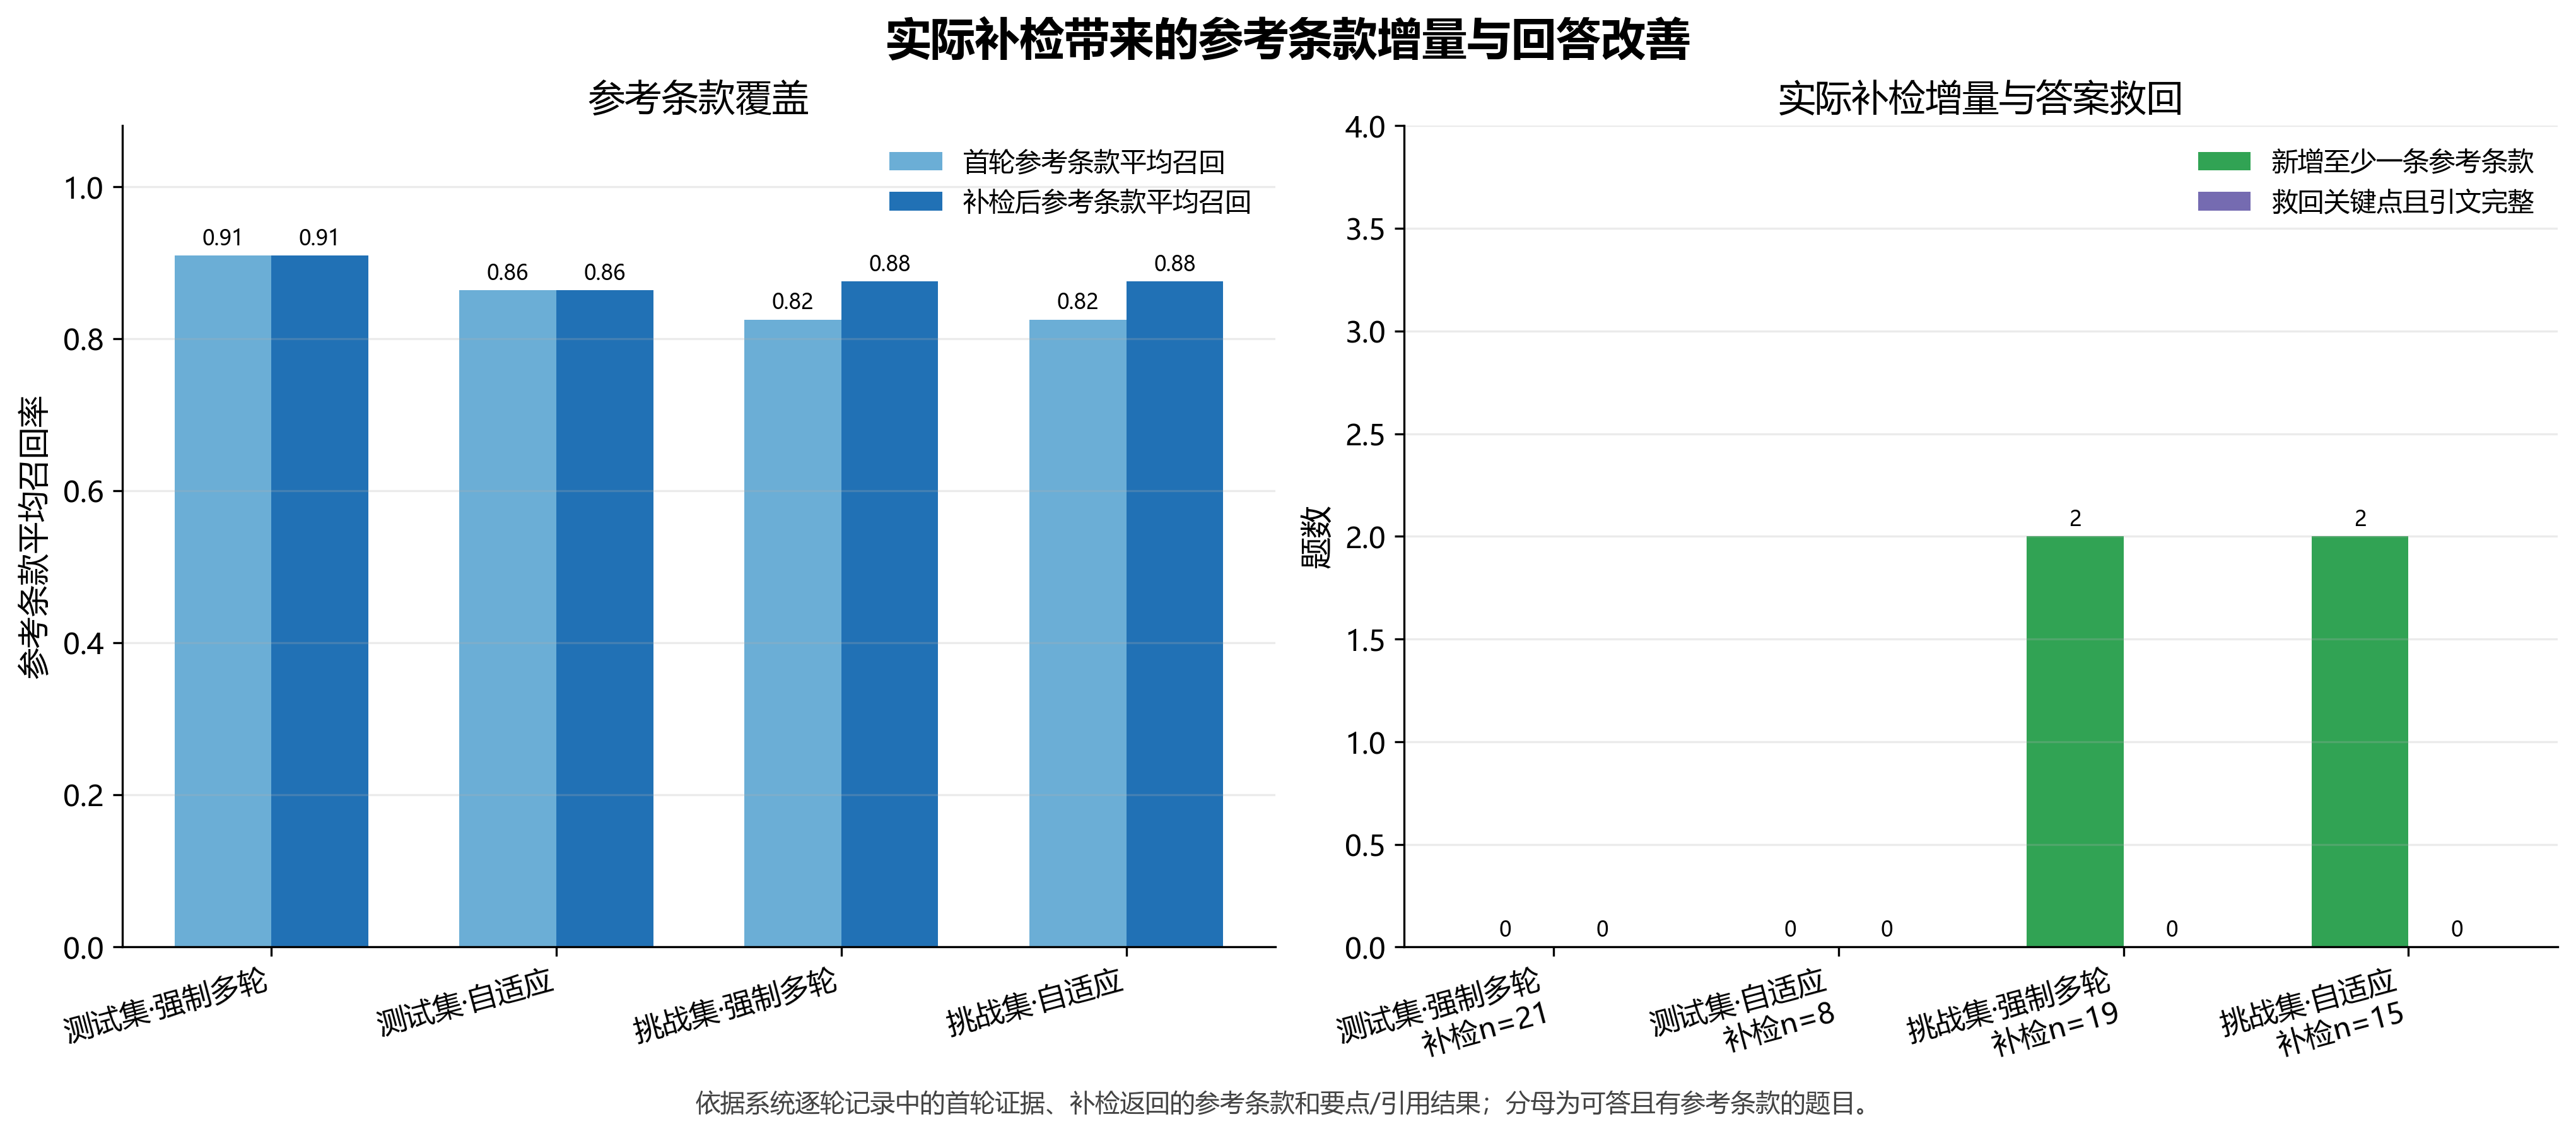 实际补检带来的参考条款增量与回答改善
参考条款覆盖
首轮参考条款平均召回
补检后参考条款平均召回
参考条款平均召回率
1.0
0.8
0.6
0.4
0.2
0.0
0.91
0.91
0.86
0.86
0.82
0.88
0.82
0.88
测试集·强制多轮
测试集·自适应
挑战集·强制多轮
挑战集·自适应
实际补检增量与答案救回
新增至少一条参考条款
救回关键点且引文完整
题数
4.0
3.5
3.0
2.5
2.0
1.5
1.0
0.5
0.0
0
0
0
0
2
0
2
0
测试集·强制多轮
补检n=21
测试集·自适应
补检n=8
挑战集·强制多轮
补检n=19
挑战集·自适应
补检n=15
依据系统逐轮记录中的首轮证据、补检返回的参考条款和要点/引用结果；分母为可答且有参考条款的题目。